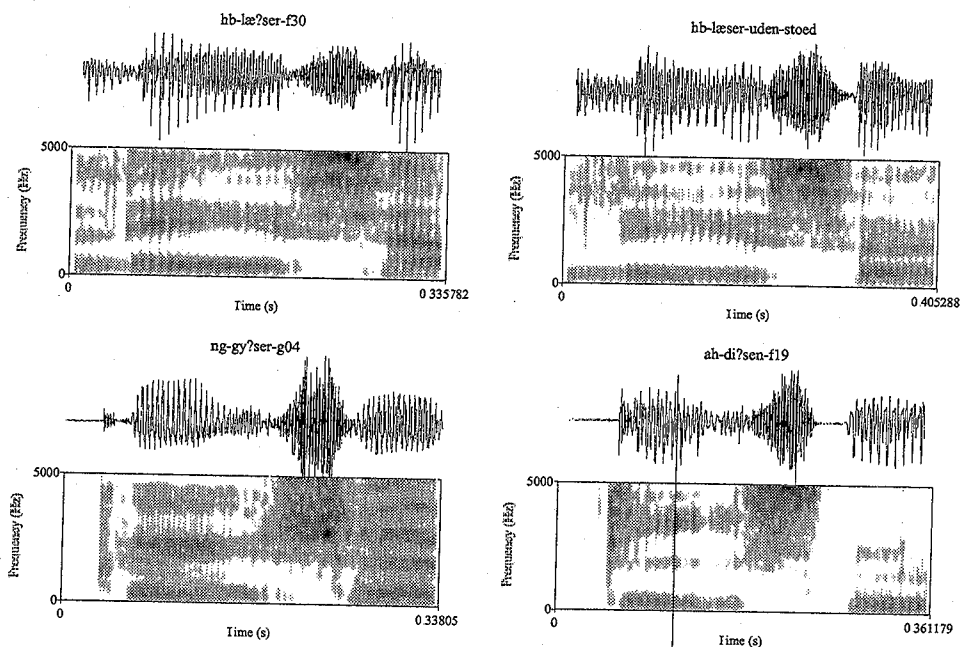 hb-læ?ser-f30
5000
Frequency (Hz)
0
0
0.335782
Time (s)
hb-læser-uden-stoed
5000
Frequency (Hz)
0
0
0.405288
Time (s)
ng-gy?ser-g04
5000
Frequency (Hz)
0
0
0.33805
Time (s)
ah-di?sen-f19
5000
Frequency (Hz)
0
0
0.361179
Time (s)